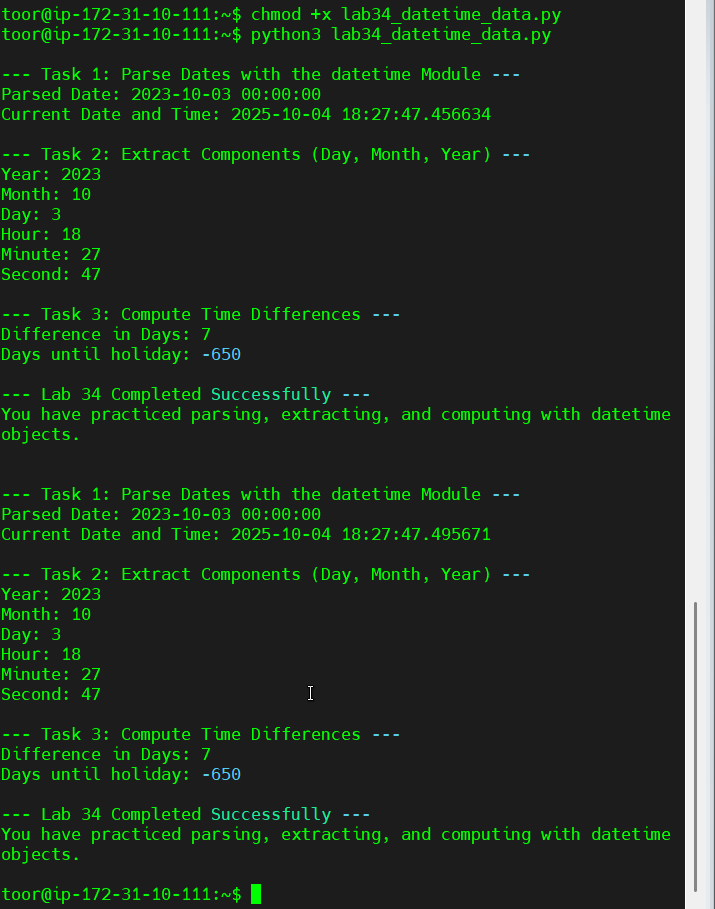 toor@ip-172-31-10-111:~$ chmod +x lab34_datetime_data.py
toor@ip-172-31-10-111:~$ python3 lab34_datetime_data.py
--- Task 1: Parse Dates with the datetime Module ---
Parsed Date: 2023-10-03 00:00:00
Current Date and Time: 2025-10-04 18:27:47.456634
--- Task 2: Extract Components (Day, Month, Year) ---
Year: 2023
Month: 10
Day: 3
Hour: 18
Minute: 27
Second: 47
--- Task 3: Compute Time Differences ---
Difference in Days: 7
Days until holiday: -650
--- Lab 34 Completed Successfully ---
You have practiced parsing, extracting, and computing with datetime
objects.
--- Task 1: Parse Dates with the datetime Module ---
Parsed Date: 2023-10-03 00:00:00
Current Date and Time: 2025-10-04 18:27:47.495671
--- Task 2: Extract Components (Day, Month, Year) ---
Year: 2023
Month: 10
Day: 3
Hour: 18
Minute: 27
Second: 47
--- Task 3: Compute Time Differences ---
Difference in Days: 7
Days until holiday: -650
--- Lab 34 Completed Successfully ---
You have practiced parsing, extracting, and computing with datetime
objects.
toor@ip-172-31-10-111:~$